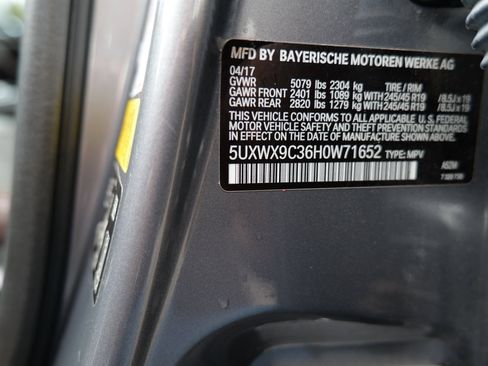 MFD BY BAYERISCHE MOTOREN WERKE AG
04/17
GVWR 5079 lbs 2304 kg TIRE / RIM
GAWR FRONT 2401 lbs 1089 kg WITH 245/45 R19 /8.5J x 19
GAWR REAR 2820 lbs 1279 kg WITH 245/45 R19 /8.5J x 19
THIS VEHICLE CONFORMS TO ALL APPLICABLE U. S. FEDERAL
MOTOR VEHICLE SAFETY, BUMPER, AND THEFT PREVENTION STANDARDS
IN EFFECT ON THE DATE OF MANUFACTURE SHOWN ABOVE.
5UXWX9C36H0W71652 TYPE: MPV